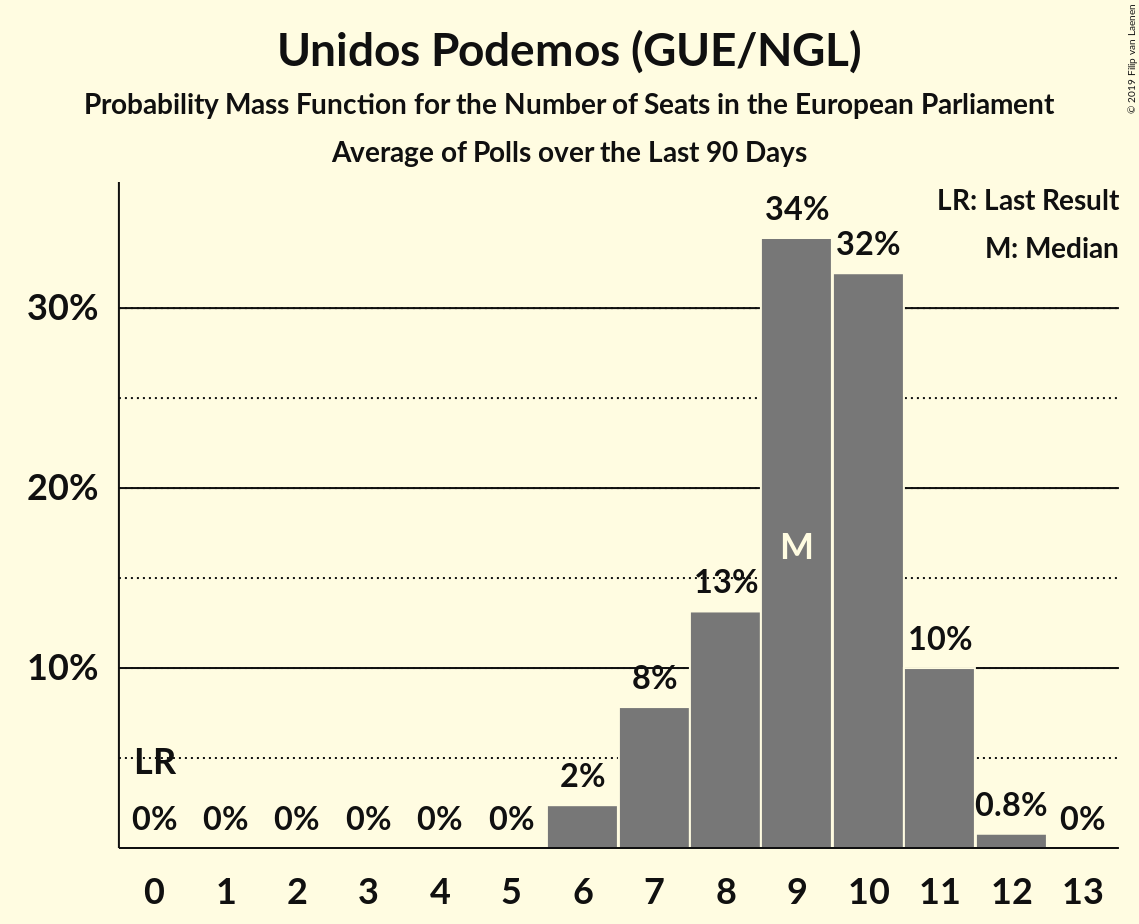 Unidos Podemos (GUE/NGL)
Probability Mass Function for the Number of Seats in the European Parliament
Average of Polls over the Last 90 Days
© 2019 Filip van Laenen
LR: Last Result
M: Median
34%
32%
30%
20%
M
13%
10%
10%
8%
LR
2%
0.8%
0% 0% 0% 0% 0% 0% 0%
0 1 2 3 4 5 6 7 8 9 10 11 12 13